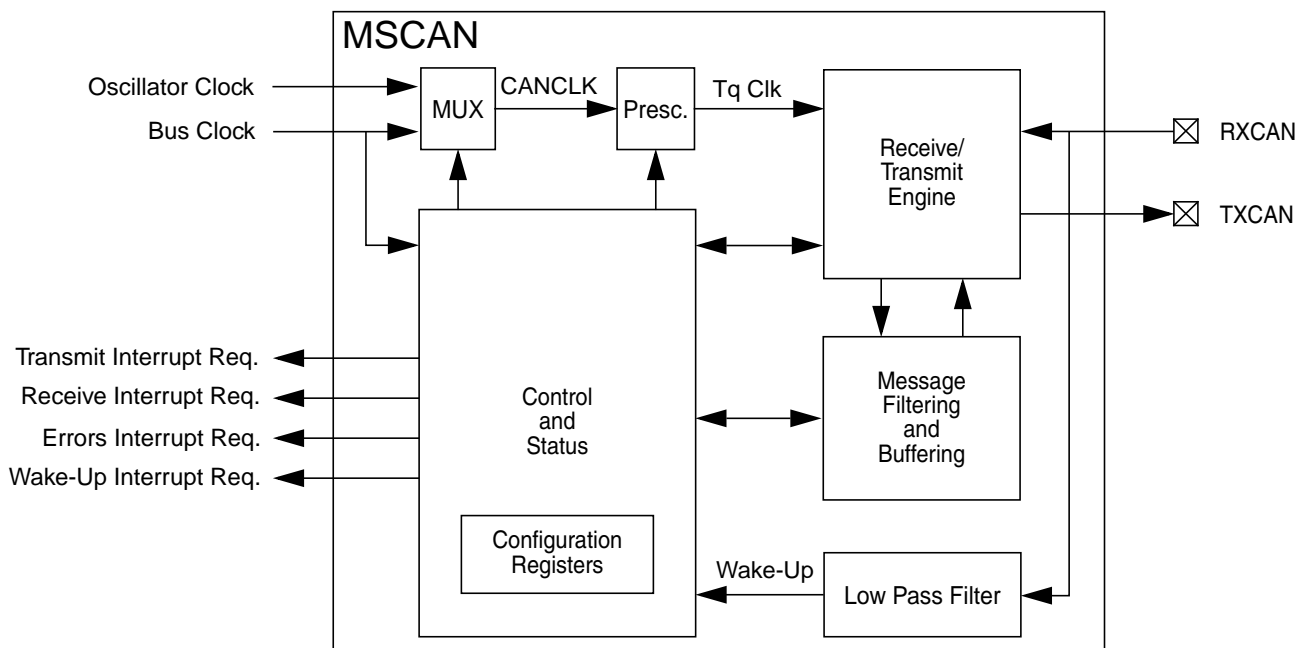 MSCAN
Oscillator Clock
Bus Clock
MUX
CANCLK
Presc.
Tq Clk
Receive/
Transmit
Engine
RXCAN
TXCAN
Transmit Interrupt Req.
Receive Interrupt Req.
Errors Interrupt Req.
Wake-Up Interrupt Req.
Control
and
Status
Message
Filtering
and
Buffering
Configuration
Registers
Wake-Up
Low Pass Filter